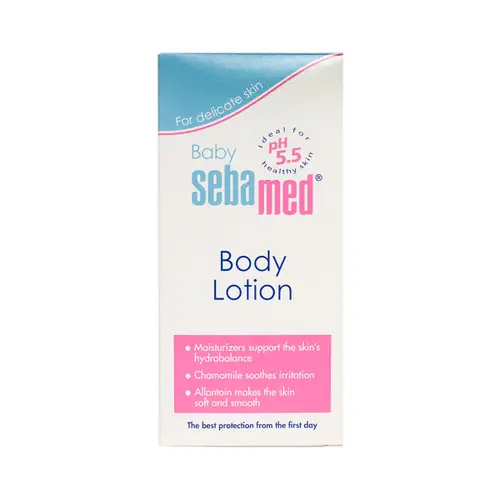 For delicate skin
Ideal for
pH
5.5
healthy skin
Baby
sebamed®
Body
Lotion
• Moisturizers support the skin's
hydrobalance
• Chamomile soothes irritation
• Allantoin makes the skin
soft and smooth
The best protection from the first day